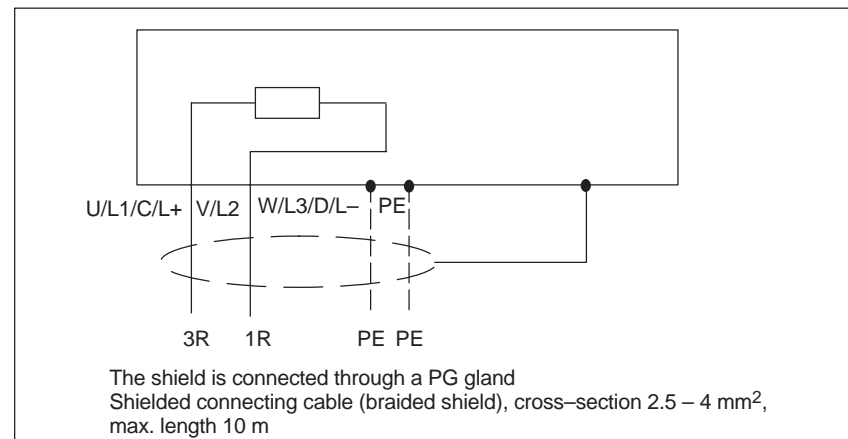 U/L1/C/L+ V/L2 W/L3/D/L– PE
3R 1R PE PE
The shield is connected through a PG gland
Shielded connecting cable (braided shield), cross–section 2.5 – 4 mm²,
max. length 10 m